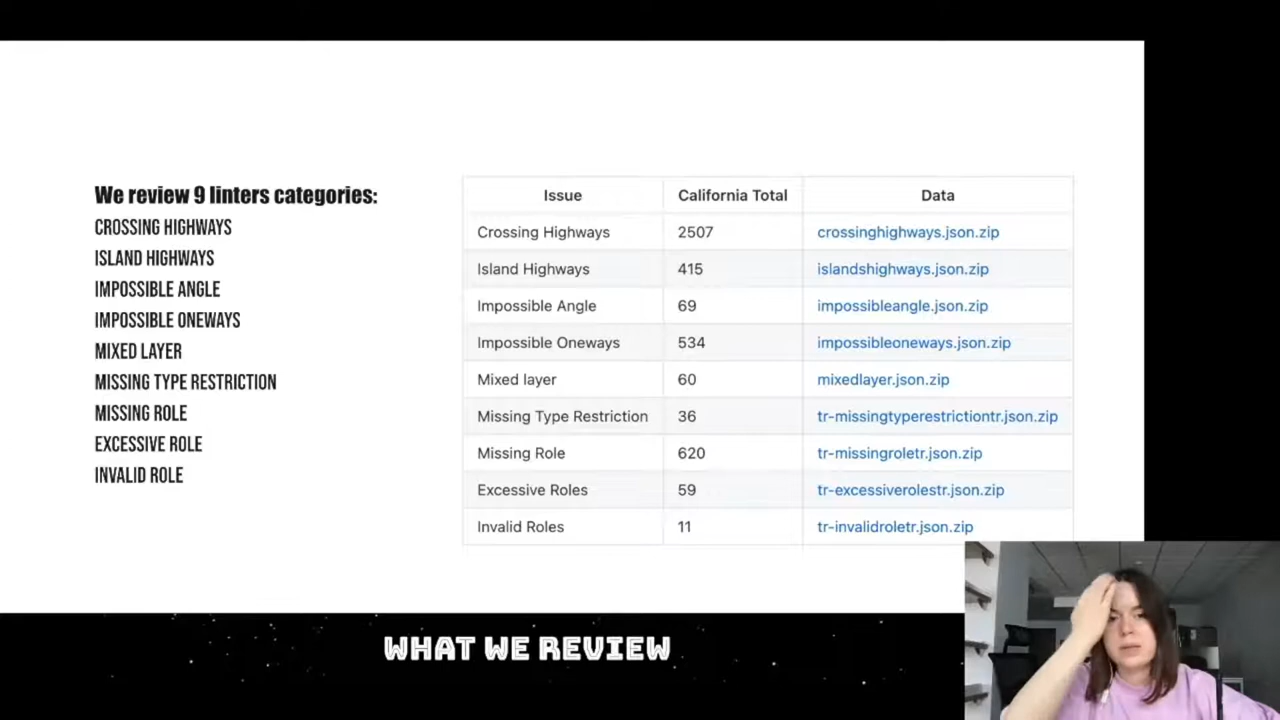 We review 9 linters categories:
CROSSING HIGHWAYS
ISLAND HIGHWAYS
IMPOSSIBLE ANGLE
IMPOSSIBLE ONEWAYS
MIXED LAYER
MISSING TYPE RESTRICTION
MISSING ROLE
EXCESSIVE ROLE
INVALID ROLE
Issue California Total Data
Crossing Highways 2507 crossinghighways.json.zip
Island Highways 415 islandshighways.json.zip
Impossible Angle 69 impossibleangle.json.zip
Impossible Oneways 534 impossibleoneways.json.zip
Mixed layer 60 mixedlayer.json.zip
Missing Type Restriction 36 tr-missingtyperestrictiontr.json.zip
Missing Role 620 tr-missingroletr.json.zip
Excessive Roles 59 tr-excessiverolestr.json.zip
Invalid Roles 11 tr-invalidroletr.json.zip
WHAT WE REVIEW